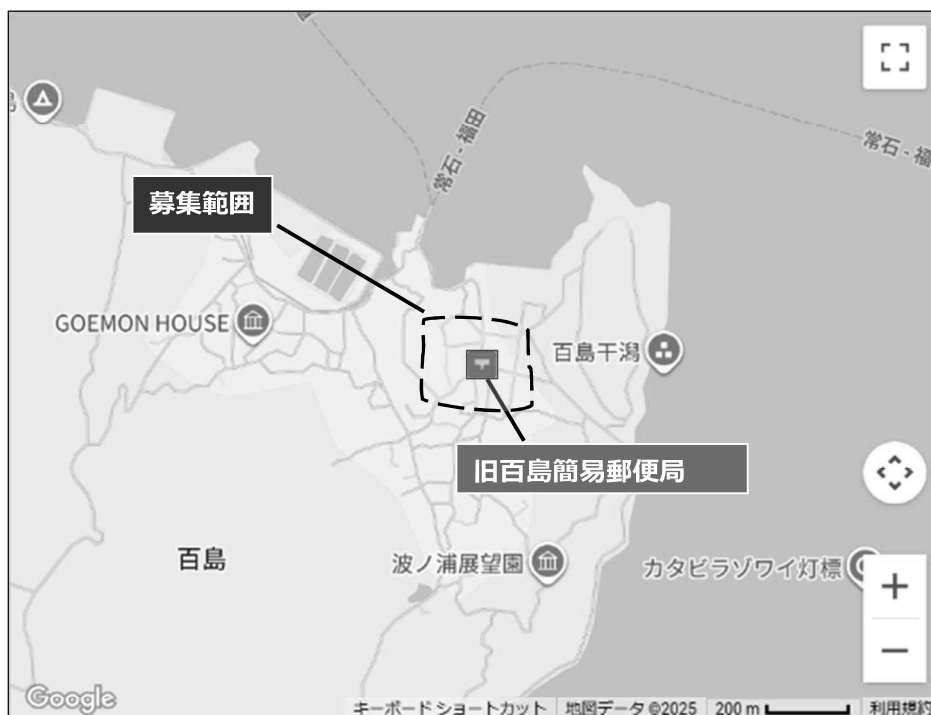 常石 - 福田
常石 - 福
募集範囲
GOEMON HOUSE
百島干潟
旧百島簡易郵便局
百島
波ノ浦展望園
カタビラゾワイ灯標
Google
キーボード ショートカット
地図データ ©2025
200 m
利用規約